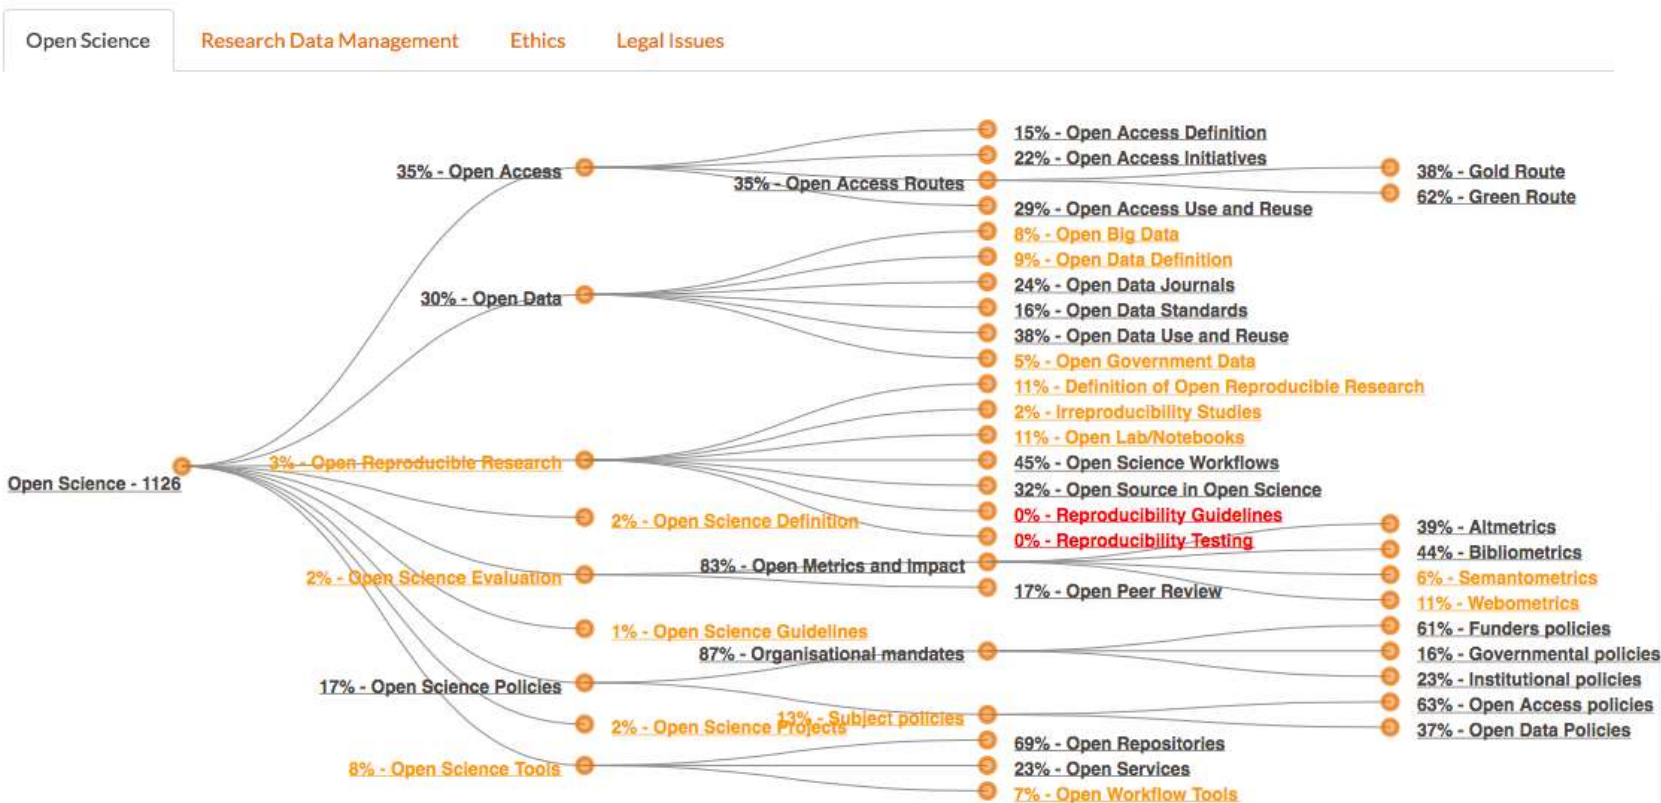 Open Science Research Data Management Ethics Legal Issues
15% - Open Access Definition
22% - Open Access Initiatives
35% - Open Access
38% - Gold Route
35% - Open Access Routes
62% - Green Route
29% - Open Access Use and Reuse
8% - Open Big Data
9% - Open Data Definition
24% - Open Data Journals
30% - Open Data
16% - Open Data Standards
38% - Open Data Use and Reuse
5% - Open Government Data
11% - Definition of Open Reproducible Research
2% - Irreproducibility Studies
11% - Open Lab/Notebooks
3% - Open Reproducible Research
45% - Open Science Workflows
Open Science - 1126
32% - Open Source in Open Science
0% - Reproducibility Guidelines
2% - Open Science Definition
39% - Altmetrics
0% - Reproducibility Testing
44% - Bibliometrics
83% - Open Metrics and Impact
2% - Open Science Evaluation
6% - Semantometrics
17% - Open Peer Review
11% - Webometrics
1% - Open Science Guidelines
61% - Funders policies
87% - Organisational mandates
16% - Governmental policies
23% - Institutional policies
17% - Open Science Policies
63% - Open Access policies
13% - Subject policies
2% - Open Science Projects
37% - Open Data Policies
69% - Open Repositories
8% - Open Science Tools
23% - Open Services
7% - Open Workflow Tools